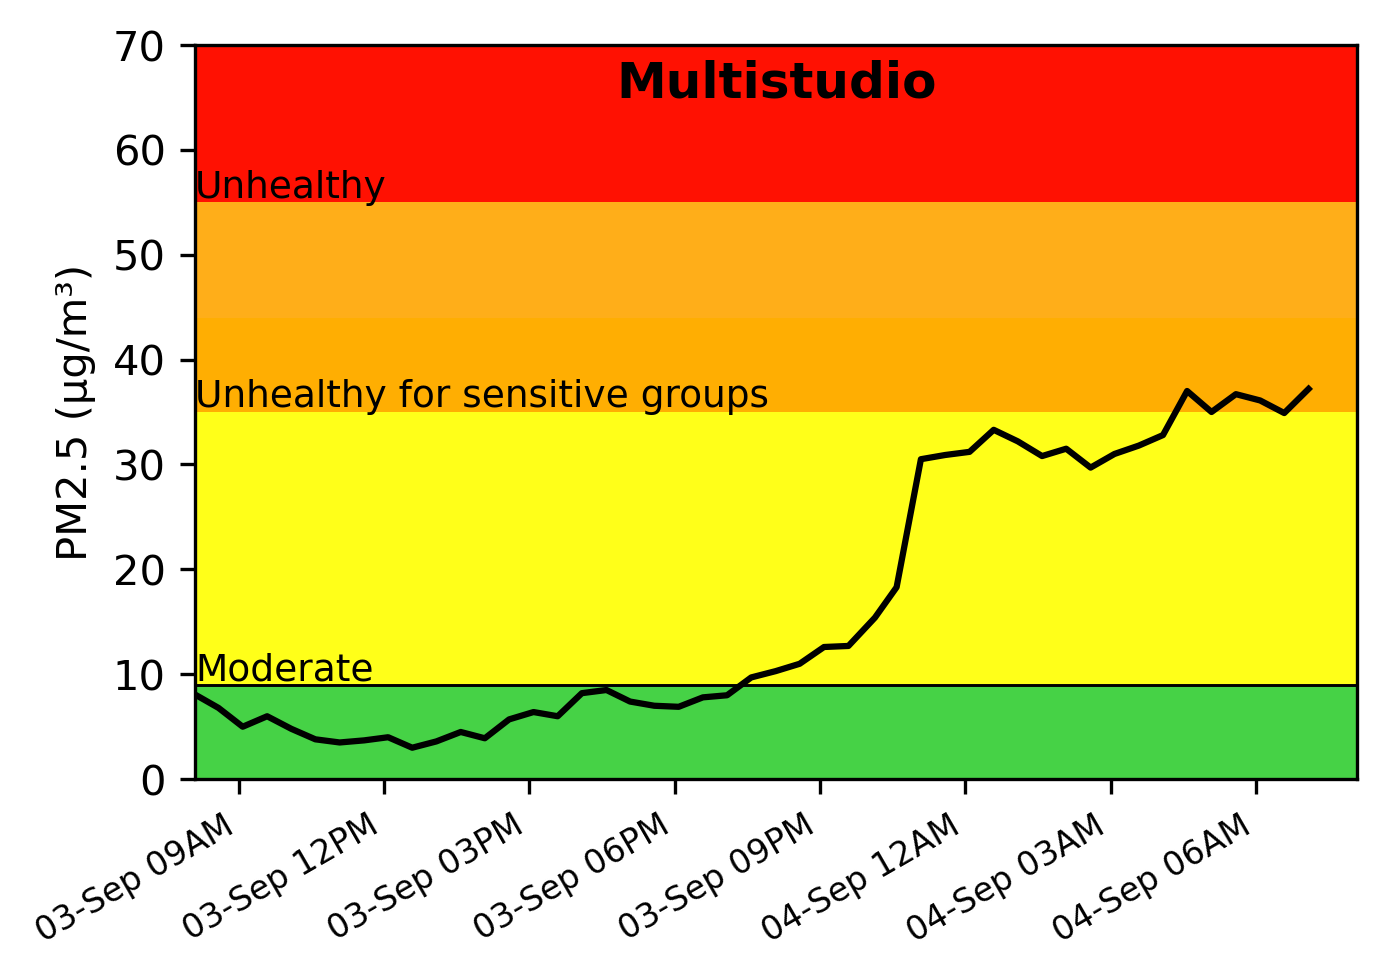 Multistudio
70
60
50
40
30
20
10
0
PM2.5 (µg/m³)
Unhealthy
Unhealthy for sensitive groups
Moderate
03-Sep 09AM
03-Sep 12PM
03-Sep 03PM
03-Sep 06PM
03-Sep 09PM
04-Sep 12AM
04-Sep 03AM
04-Sep 06AM